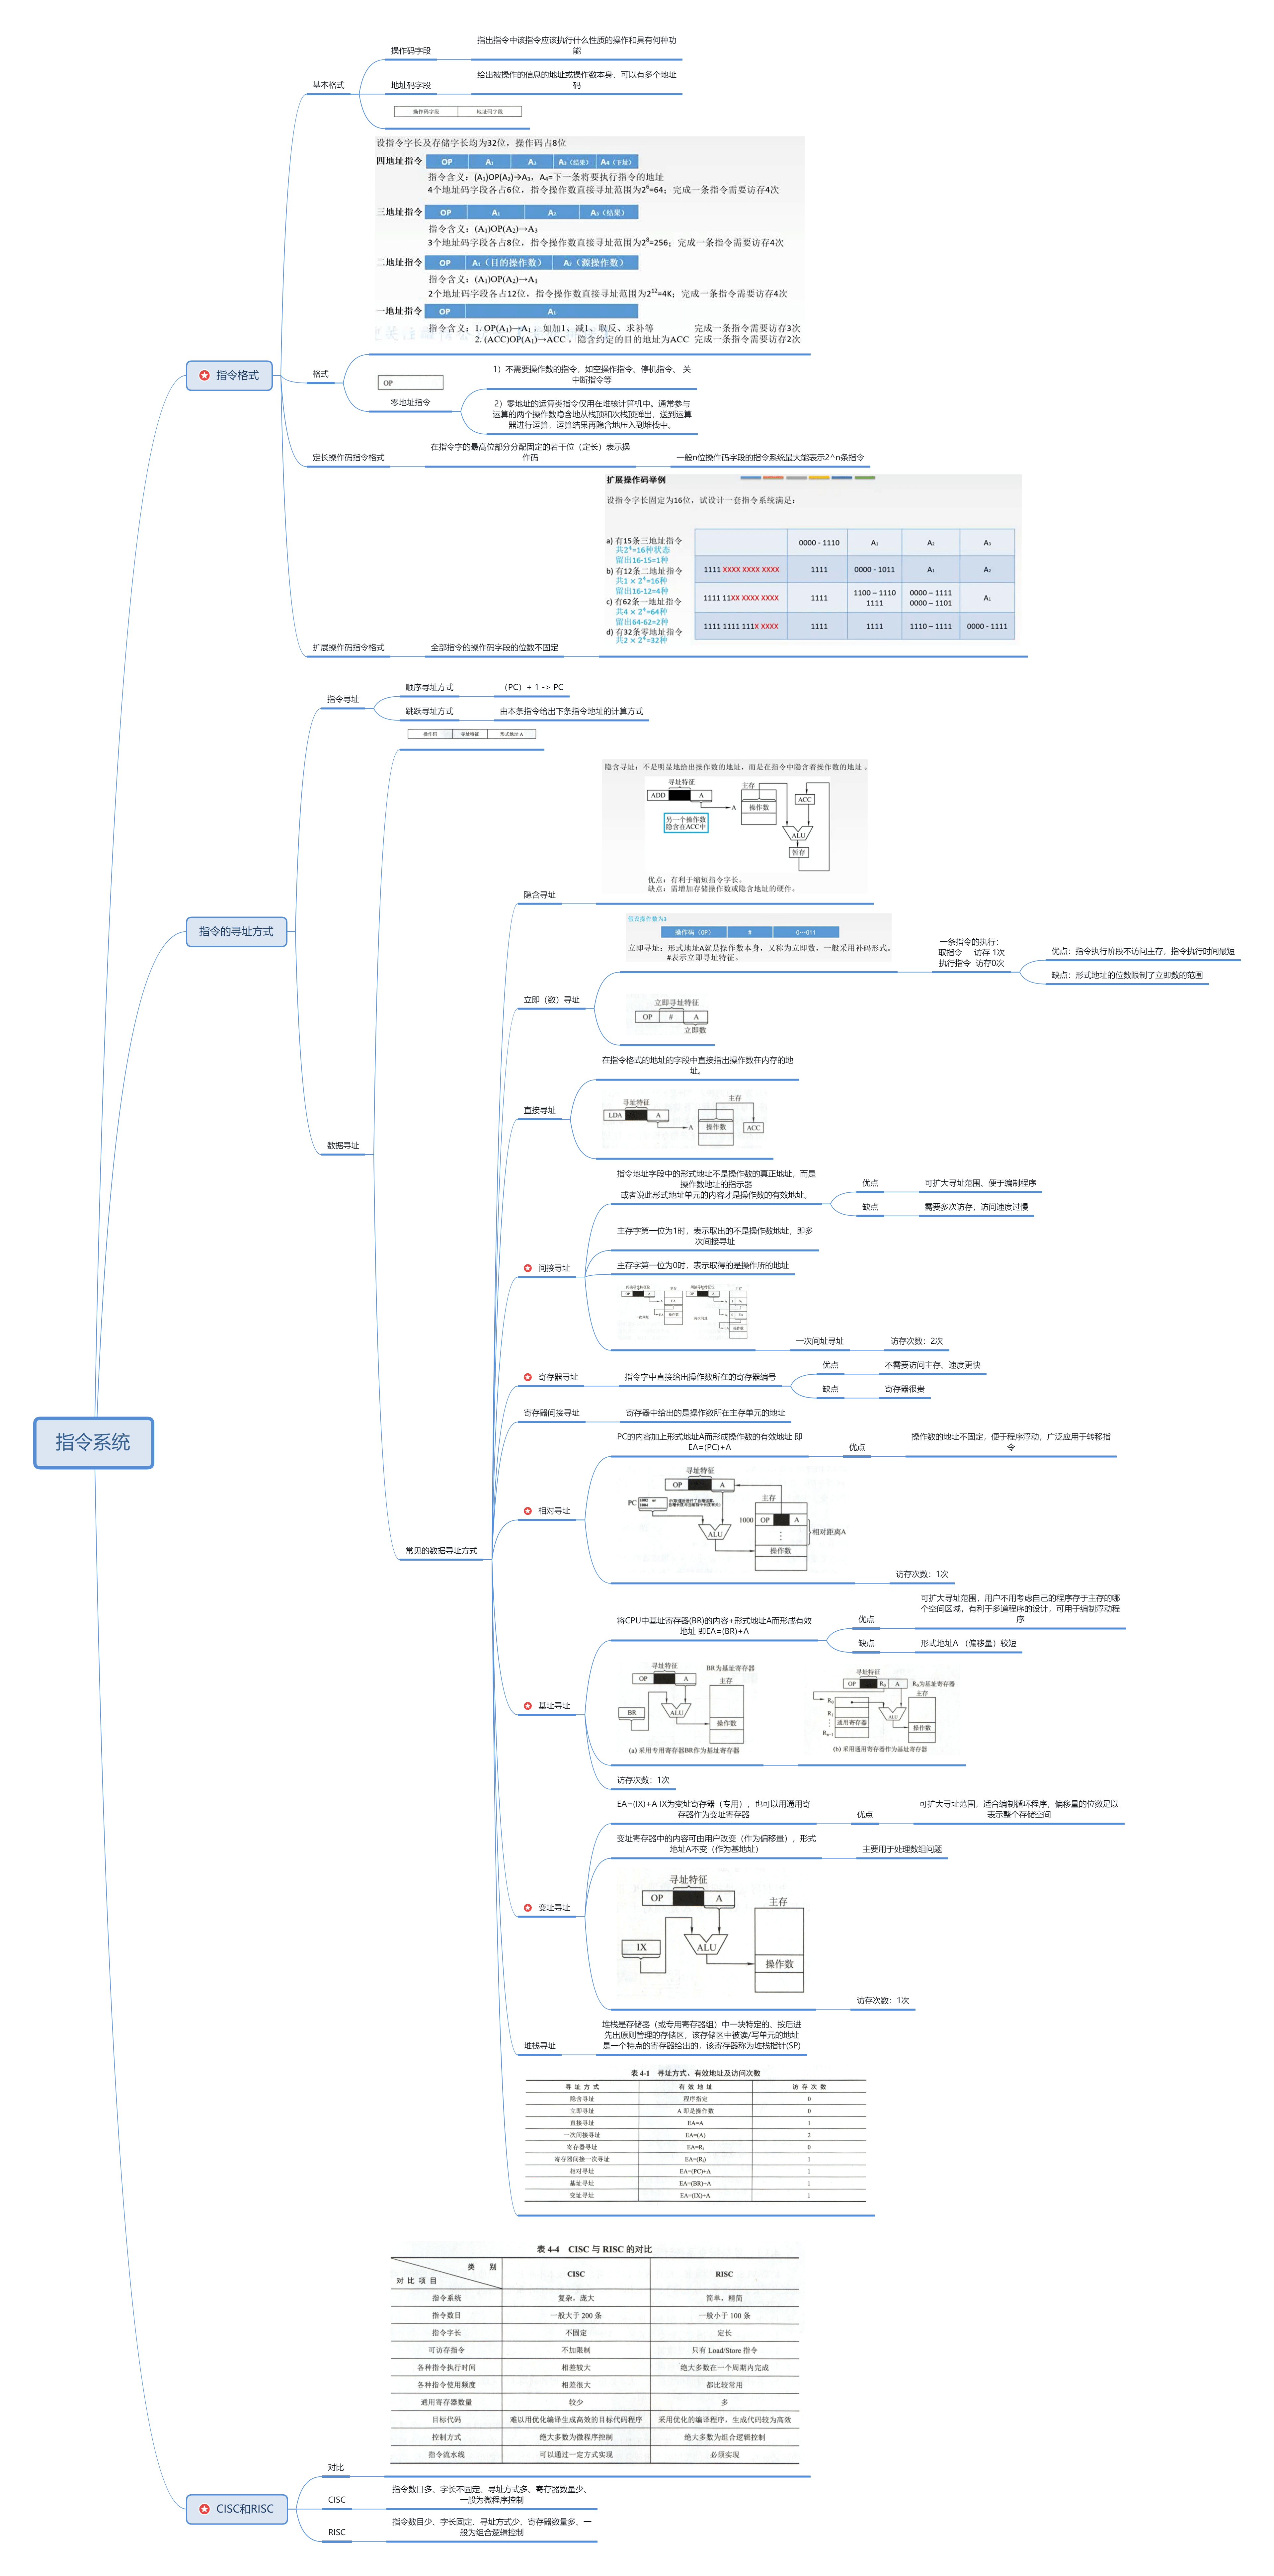 指令系统
指令格式
基本格式
操作码字段
指出指令中该指令应该执行什么性质的操作和具有何种功
能
地址码字段
给出被操作的信息的地址或操作数本身、可以有多个地址
码
操作码字段 地址码字段
格式
设指令字长及存储字长均为32位，操作码占8位
四地址指令 OP A₁ A₂ A₃（结果） A₄（下址）
指令含义：(A₁)OP(A₂)→A₃，A₄=下一条将要执行指令的地址
4个地址码字段各占6位，指令操作数直接寻址范围为2⁶=64；完成一条指令需要访存4次
三地址指令 OP A₁ A₂ A₃（结果）
指令含义：(A₁)OP(A₂)→A₃
3个地址码字段各占8位，指令操作数直接寻址范围为2⁸=256；完成一条指令需要访存4次
二地址指令 OP A₁（目的操作数） A₂（源操作数）
指令含义：(A₁)OP(A₂)→A₁
2个地址码字段各占12位，指令操作数直接寻址范围为2¹²=4K；完成一条指令需要访存4次
一地址指令 OP A₁
指令含义：1. OP(A₁)→A₁，如加1、减1、取反、求补等 完成一条指令需要访存3次
2. (ACC)OP(A₁)→ACC，隐含约定的目的地址为ACC 完成一条指令需要访存2次
OP
零地址指令
1）不需要操作数的指令，如空操作指令、停机指令、 关
中断指令等
2）零地址的运算类指令仅用在堆核计算机中。通常参与
运算的两个操作数隐含地从栈顶和次栈顶弹出，送到运算
器进行运算，运算结果再隐含地压入到堆栈中。
定长操作码指令格式
在指令字的最高位部分分配固定的若干位（定长）表示操
作码
一般n位操作码字段的指令系统最大能表示2^n条指令
扩展操作码指令格式
全部指令的操作码字段的位数不固定
扩展操作码举例
设指令字长固定为16位，试设计一套指令系统满足：
a) 有15条三地址指令
共2⁴=16种状态
留出16-15=1种
b) 有12条二地址指令
共1 × 2⁴=16种
留出16-12=4种
c) 有62条一地址指令
共4 × 2⁴=64种
留出64-62=2种
d) 有32条零地址指令
共2 × 2⁴=32种
0000 - 1110 A₁ A₂ A₃
1111 XXXX XXXX XXXX 1111 0000 - 1011 A₁ A₂
1111 11XX XXXX XXXX 1111 1100 – 1110 0000 – 1111 A₁
1111 0000 – 1101
1111 1111 111X XXXX 1111 1111 1110 – 1111 0000 - 1111
指令的寻址方式
指令寻址
顺序寻址方式
（PC）+ 1 -> PC
跳跃寻址方式
由本条指令给出下条指令地址的计算方式
数据寻址
操作码 寻址特征 形式地址 A
常见的数据寻址方式
隐含寻址
隐含寻址：不是明显地给出操作数的地址，而是在指令中隐含着操作数的地址。
寻址特征
ADD A
主存
A 操作数
ACC
另一个操作数
隐含在ACC中
ALU
暂存
优点：有利于缩短指令字长。
缺点：需增加存储操作数或隐含地址的硬件。
立即（数）寻址
假设操作数为3
操作码（OP） # 0…011
立即寻址：形式地址A就是操作数本身，又称为立即数，一般采用补码形式。
#表示立即寻址特征。
一条指令的执行：
取指令 访存 1次
执行指令 访存0次
优点：指令执行阶段不访问主存，指令执行时间最短
缺点：形式地址的位数限制了立即数的范围
立即寻址特征
OP # A
立即数
直接寻址
在指令格式的地址的字段中直接指出操作数在内存的地
址。
寻址特征
LDA A
主存
A 操作数 ACC
间接寻址
指令地址字段中的形式地址不是操作数的真正地址，而是
操作数地址的指示器
或者说此形式地址单元的内容才是操作数的有效地址。
优点
可扩大寻址范围、便于编制程序
缺点
需要多次访存，访问速度过慢
主存字第一位为1时，表示取出的不是操作数地址，即多
次间接寻址
主存字第一位为0时，表示取得的是操作所的地址
OP A 主存
EA
操作数
一次间址寻址
访存次数：2次
寄存器寻址
指令字中直接给出操作数所在的寄存器编号
优点
不需要访问主存、速度更快
缺点
寄存器很贵
寄存器间接寻址
寄存器中给出的是操作数所在主存单元的地址
相对寻址
PC的内容加上形式地址A而形成操作数的有效地址 即
EA=(PC)+A
优点
操作数的地址不固定，便于程序浮动，广泛应用于转移指
令
寻址特征
OP A
PC
主存
1000 OP A
相对距离A
ALU
操作数
访存次数：1次
基址寻址
将CPU中基址寄存器(BR)的内容+形式地址A而形成有效
地址 即EA=(BR)+A
优点
可扩大寻址范围，用户不用考虑自己的程序存于主存的哪
个空间区域，有利于多道程序的设计，可用于编制浮动程
序
缺点
形式地址A （偏移量）较短
寻址特征 BR为基址寄存器
OP A 主存
BR ALU
操作数
(a) 采用专用寄存器BR作为基址寄存器
寻址特征
OP R₀ A R₀为基址寄存器
主存
R₀
R₁
通用寄存器
Rₙ₋₁
ALU
操作数
(b) 采用通用寄存器作为基址寄存器
访存次数：1次
变址寻址
EA=(IX)+A IX为变址寄存器（专用），也可以用通用寄
存器作为变址寄存器
优点
可扩大寻址范围，适合编制循环程序，偏移量的位数足以
表示整个存储空间
变址寄存器中的内容可由用户改变（作为偏移量），形式
地址A不变（作为基地址）
主要用于处理数组问题
寻址特征
OP A
主存
IX ALU
操作数
访存次数：1次
堆栈寻址
堆栈是存储器（或专用寄存器组）中一块特定的、按后进
先出原则管理的存储区，该存储区中被读/写单元的地址
是一个特点的寄存器给出的，该寄存器称为堆栈指针(SP)
表 4-1 寻址方式、有效地址及访问次数
寻址方式 有效地址 访存次数
隐含寻址 程序指定 0
立即寻址 A 即是操作数 0
直接寻址 EA=A 1
一次间接寻址 EA=(A) 2
寄存器寻址 EA=Rᵢ 0
寄存器间接一次寻址 EA=(Rᵢ) 1
相对寻址 EA=(PC)+A 1
基址寻址 EA=(BR)+A 1
变址寻址 EA=(IX)+A 1
CISC和RISC
对比
表 4-4 CISC 与 RISC 的对比
类别
对比项目 CISC RISC
指令系统 复杂，庞大 简单，精简
指令数目 一般大于 200 条 一般小于 100 条
指令字长 不固定 定长
可访存指令 不加限制 只有 Load/Store 指令
各种指令执行时间 相差较大 绝大多数在一个周期内完成
各种指令使用频度 相差很大 都比较常用
通用寄存器数量 较少 多
目标代码 难以用优化编译生成高效的目标代码程序 采用优化的编译程序，生成代码较为高效
控制方式 绝大多数为微程序控制 绝大多数为组合逻辑控制
指令流水线 可以通过一定方式实现 必须实现
CISC
指令数目多、字长不固定、寻址方式多，寄存器数量少、
一般为微程序控制
RISC
指令数目少、字长固定、寻址方式少，寄存器数量多、一
般为组合逻辑控制